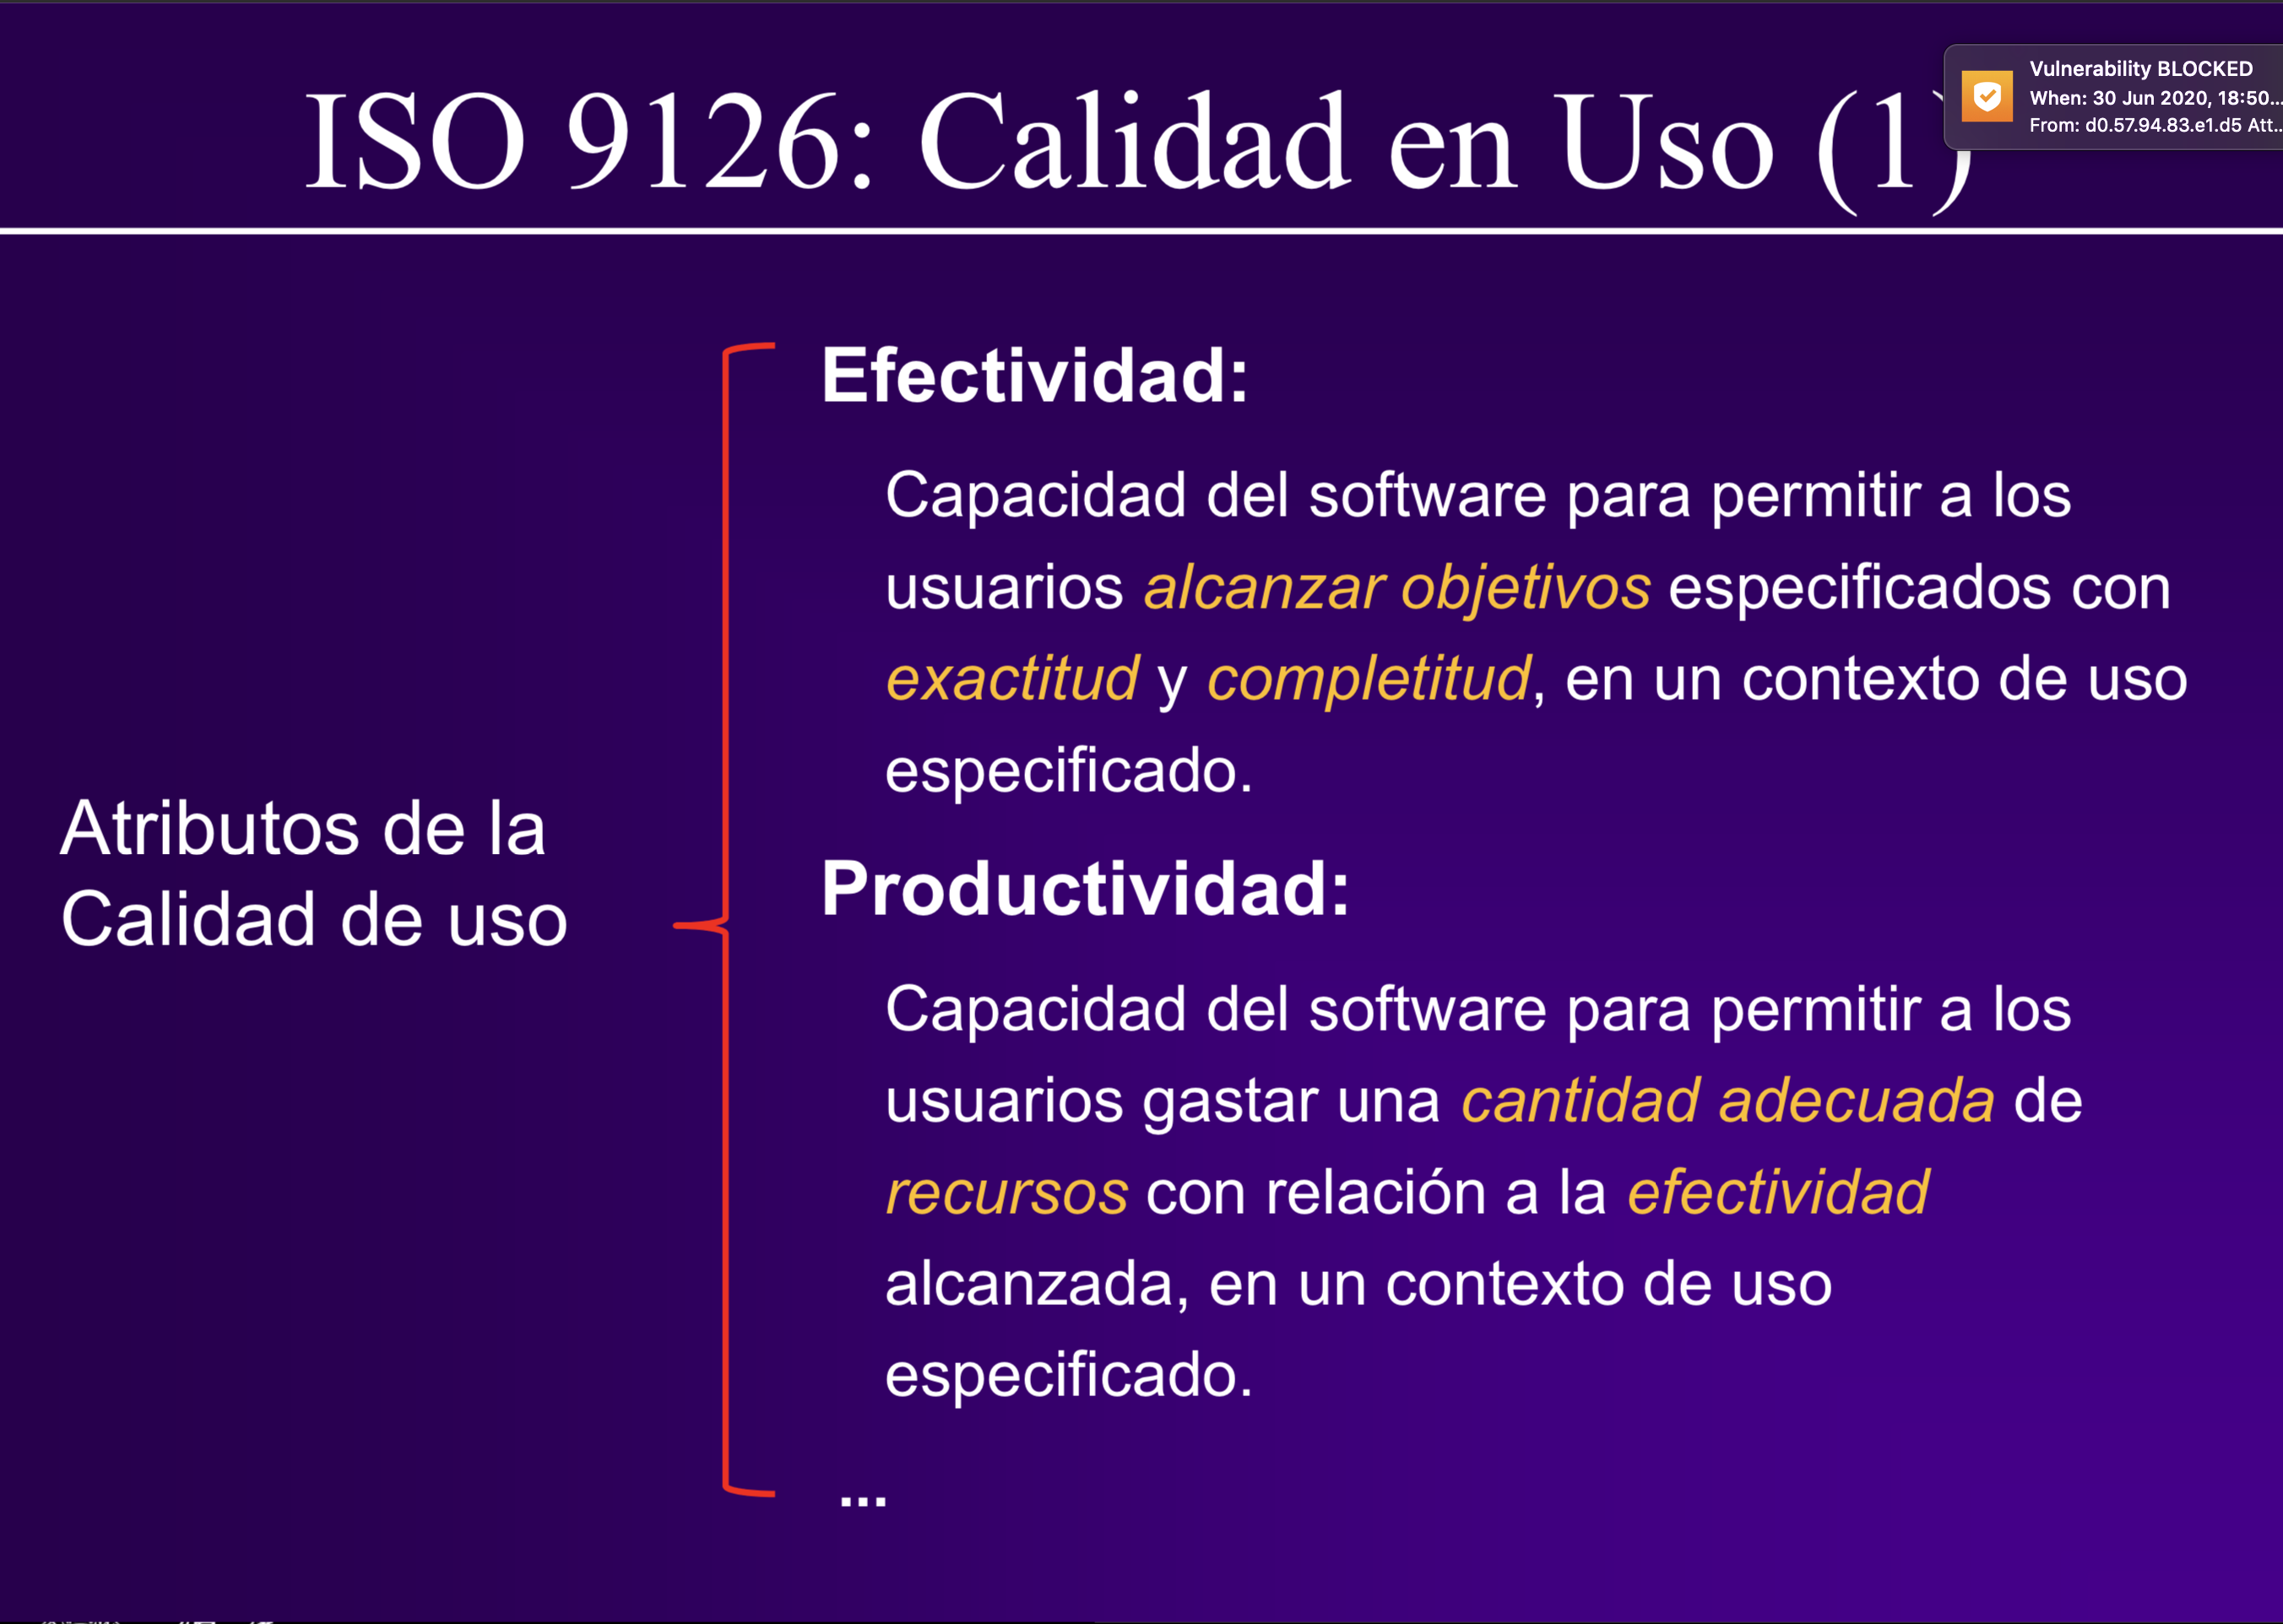 ISO 9126: Calidad en Uso (1)
Vulnerability BLOCKED
When: 30 Jun 2020, 18:50...
From: d0.57.94.83.e1.d5 Att...
Efectividad:
Capacidad del software para permitir a los
usuarios alcanzar objetivos especificados con
exactitud y completitud, en un contexto de uso
especificado.
Atributos de la
Calidad de uso
Productividad:
Capacidad del software para permitir a los
usuarios gastar una cantidad adecuada de
recursos con relación a la efectividad
alcanzada, en un contexto de uso
especificado.
...